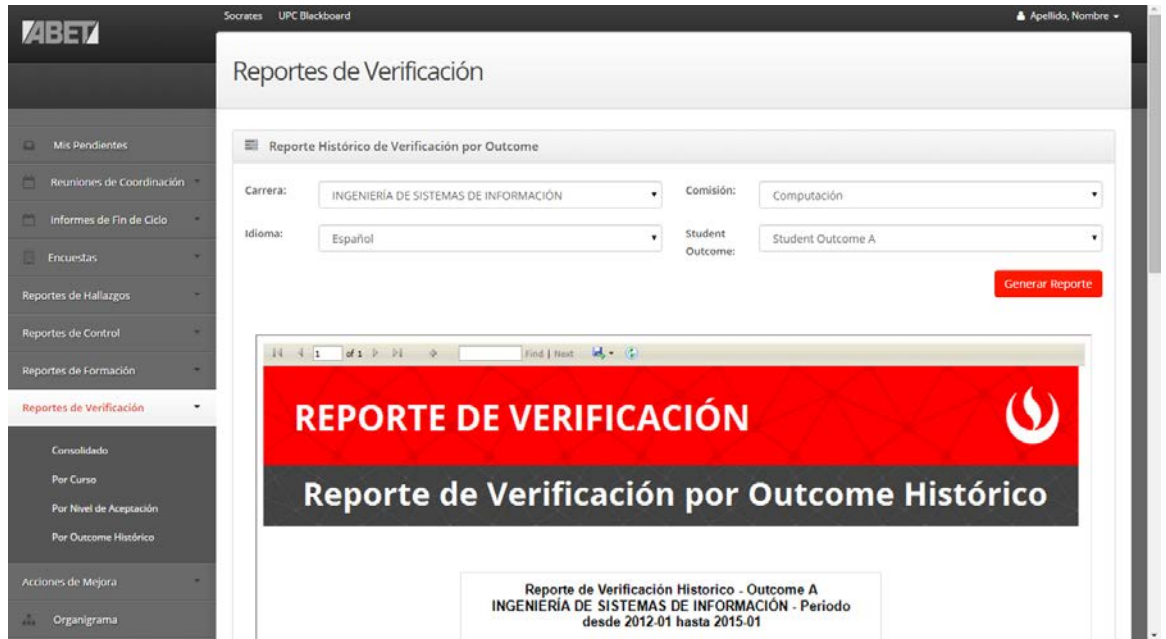 ABET
Socrates UPC Blackboard Apellido, Nombre
Reportes de Verificación
Mis Pendientes
Reuniones de Coordinación
Informes de Fin de Ciclo
Encuestas
Reportes de Hallazgos
Reportes de Control
Reportes de Formación
Reportes de Verificación
Consolidado
Por Curso
Por Nivel de Aceptación
Por Outcome Histórico
Acciones de Mejora
Organigrama
Reporte Histórico de Verificación por Outcome
Carrera: INGENIERÍA DE SISTEMAS DE INFORMACIÓN Comisión: Computación
Idioma: Español Student Outcome: Student Outcome A
Generar Reporte
1 of 1 Find | Next
REPORTE DE VERIFICACIÓN
Reporte de Verificación por Outcome Histórico
Reporte de Verificación Historico - Outcome A
INGENIERÍA DE SISTEMAS DE INFORMACIÓN - Periodo
desde 2012-01 hasta 2015-01